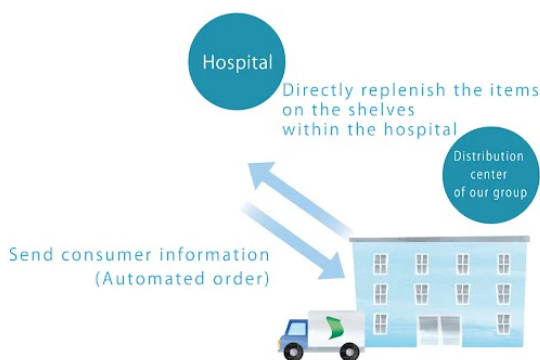 Hospital
Directly replenish the items
on the shelves
within the hospital
Distribution
center
of our group
Send consumer information
(Automated order)